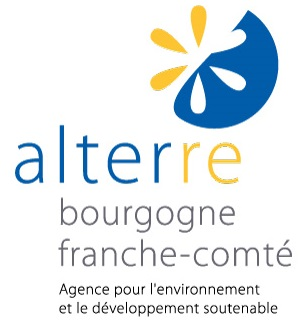 alterre
bourgogne
franche-comté
Agence pour l'environnement
et le développement soutenable